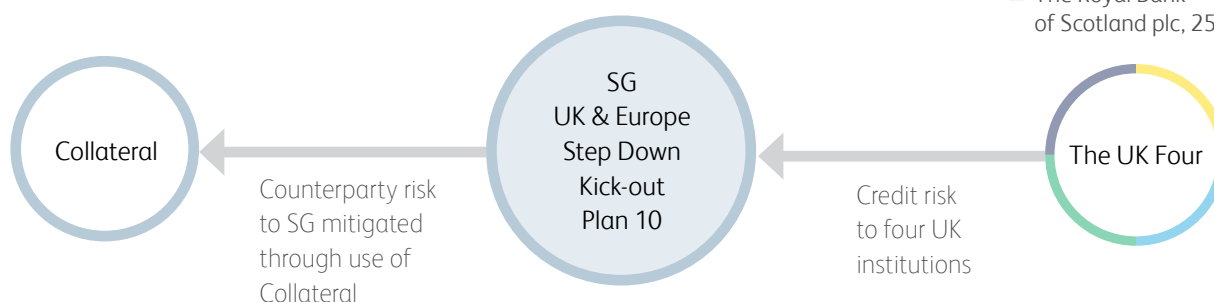 of Scotland plc, 25
Collateral
Counterparty risk
to SG mitigated
through use of
Collateral
SG
UK & Europe
Step Down
Kick-out
Plan 10
Credit risk
to four UK
institutions
The UK Four